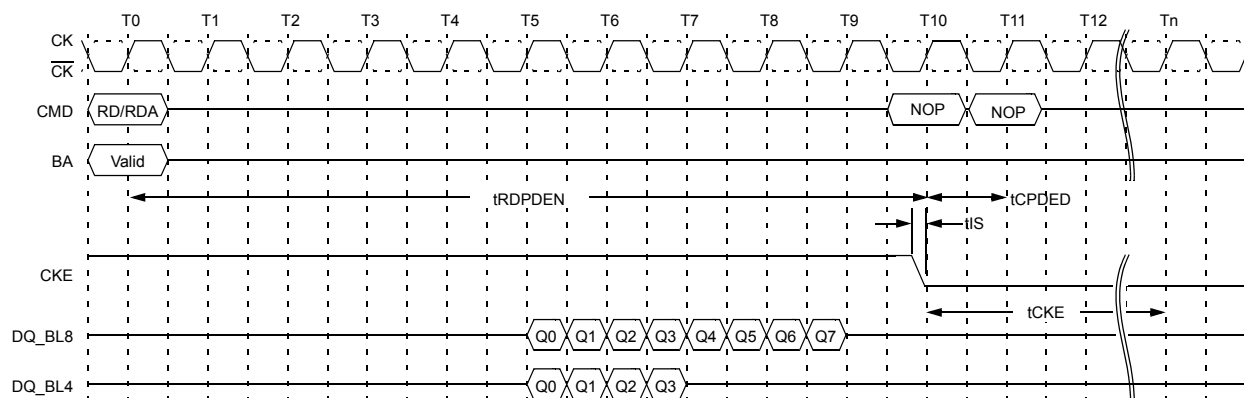 T0 T1 T2 T3 T4 T5 T6 T7 T8 T9 T10 T11 T12 Tn
CK
CK
CMD RD/RDA NOP NOP
BA Valid
tRDPDEN tCPDED
tIS
CKE
tCKE
DQ_BL8 Q0 Q1 Q2 Q3 Q4 Q5 Q6 Q7
DQ_BL4 Q0 Q1 Q2 Q3